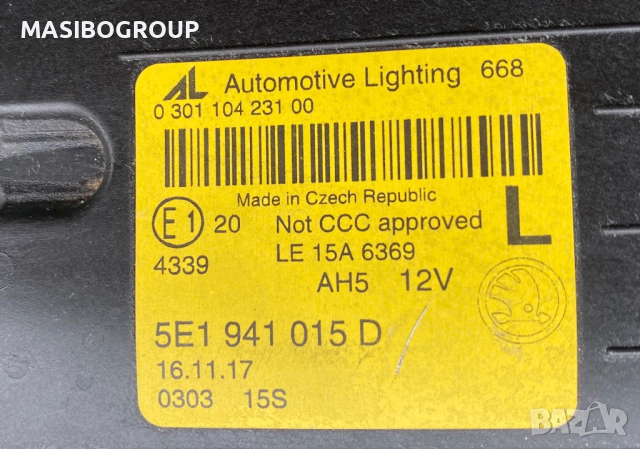 MASIBOGROUP
AL Automotive Lighting 668
0 301 104 231 00
Made in Czech Republic
E1 20 Not CCC approved L
4339 LE 15A 6369
AH5 12V
5E1 941 015 D
16.11.17
0303 15S
BAZAR